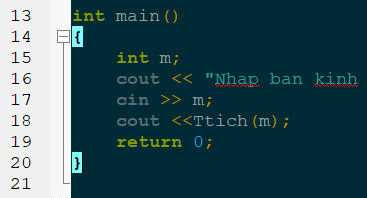 13 int main()
14 {
15 int m;
16 cout << "Nhap ban kinh
17 cin >> m;
18 cout <<Ttich(m);
19 return 0;
20 }
21